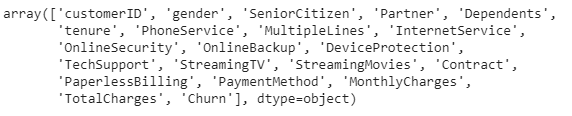 array(['customerID', 'gender', 'SeniorCitizen', 'Partner', 'Dependents',
'tenure', 'PhoneService', 'MultipleLines', 'InternetService',
'OnlineSecurity', 'OnlineBackup', 'DeviceProtection',
'TechSupport', 'StreamingTV', 'StreamingMovies', 'Contract',
'PaperlessBilling', 'PaymentMethod', 'MonthlyCharges',
'TotalCharges', 'Churn'], dtype=object)